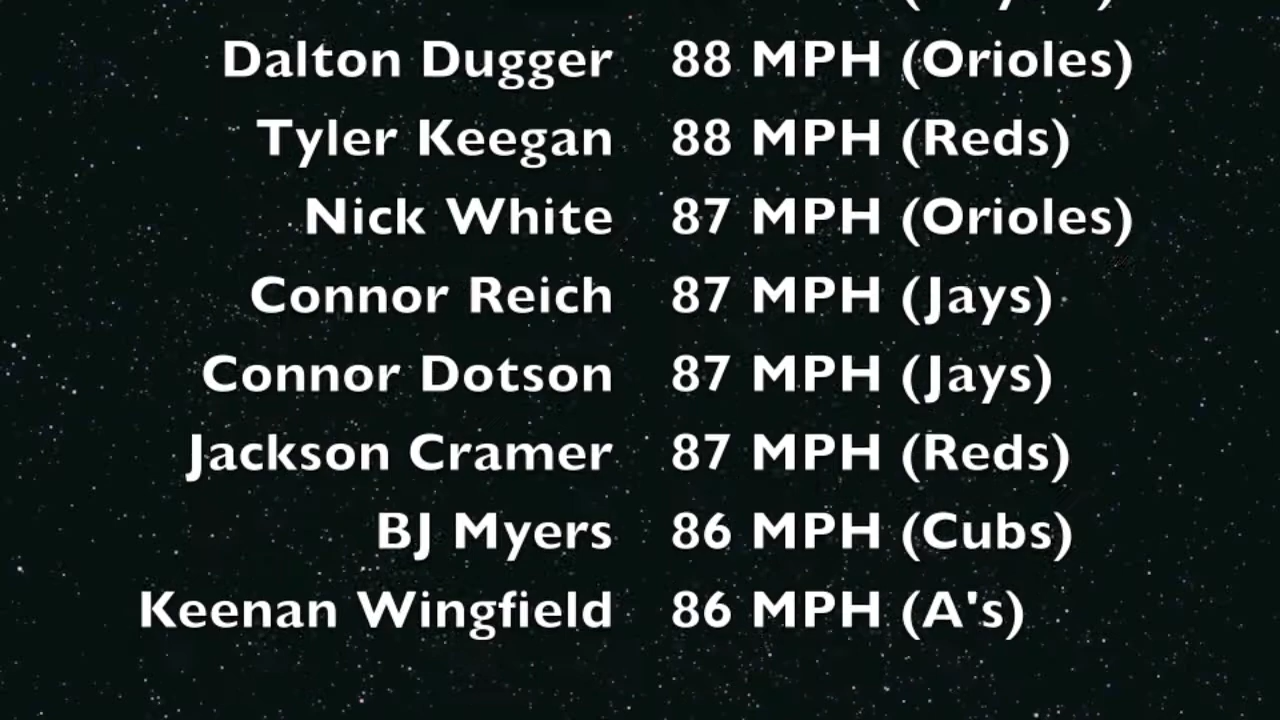 Dalton Dugger 88 MPH (Orioles)
Tyler Keegan 88 MPH (Reds)
Nick White 87 MPH (Orioles)
Connor Reich 87 MPH (Jays)
Connor Dotson 87 MPH (Jays)
Jackson Cramer 87 MPH (Reds)
BJ Myers 86 MPH (Cubs)
Keenan Wingfield 86 MPH (A's)